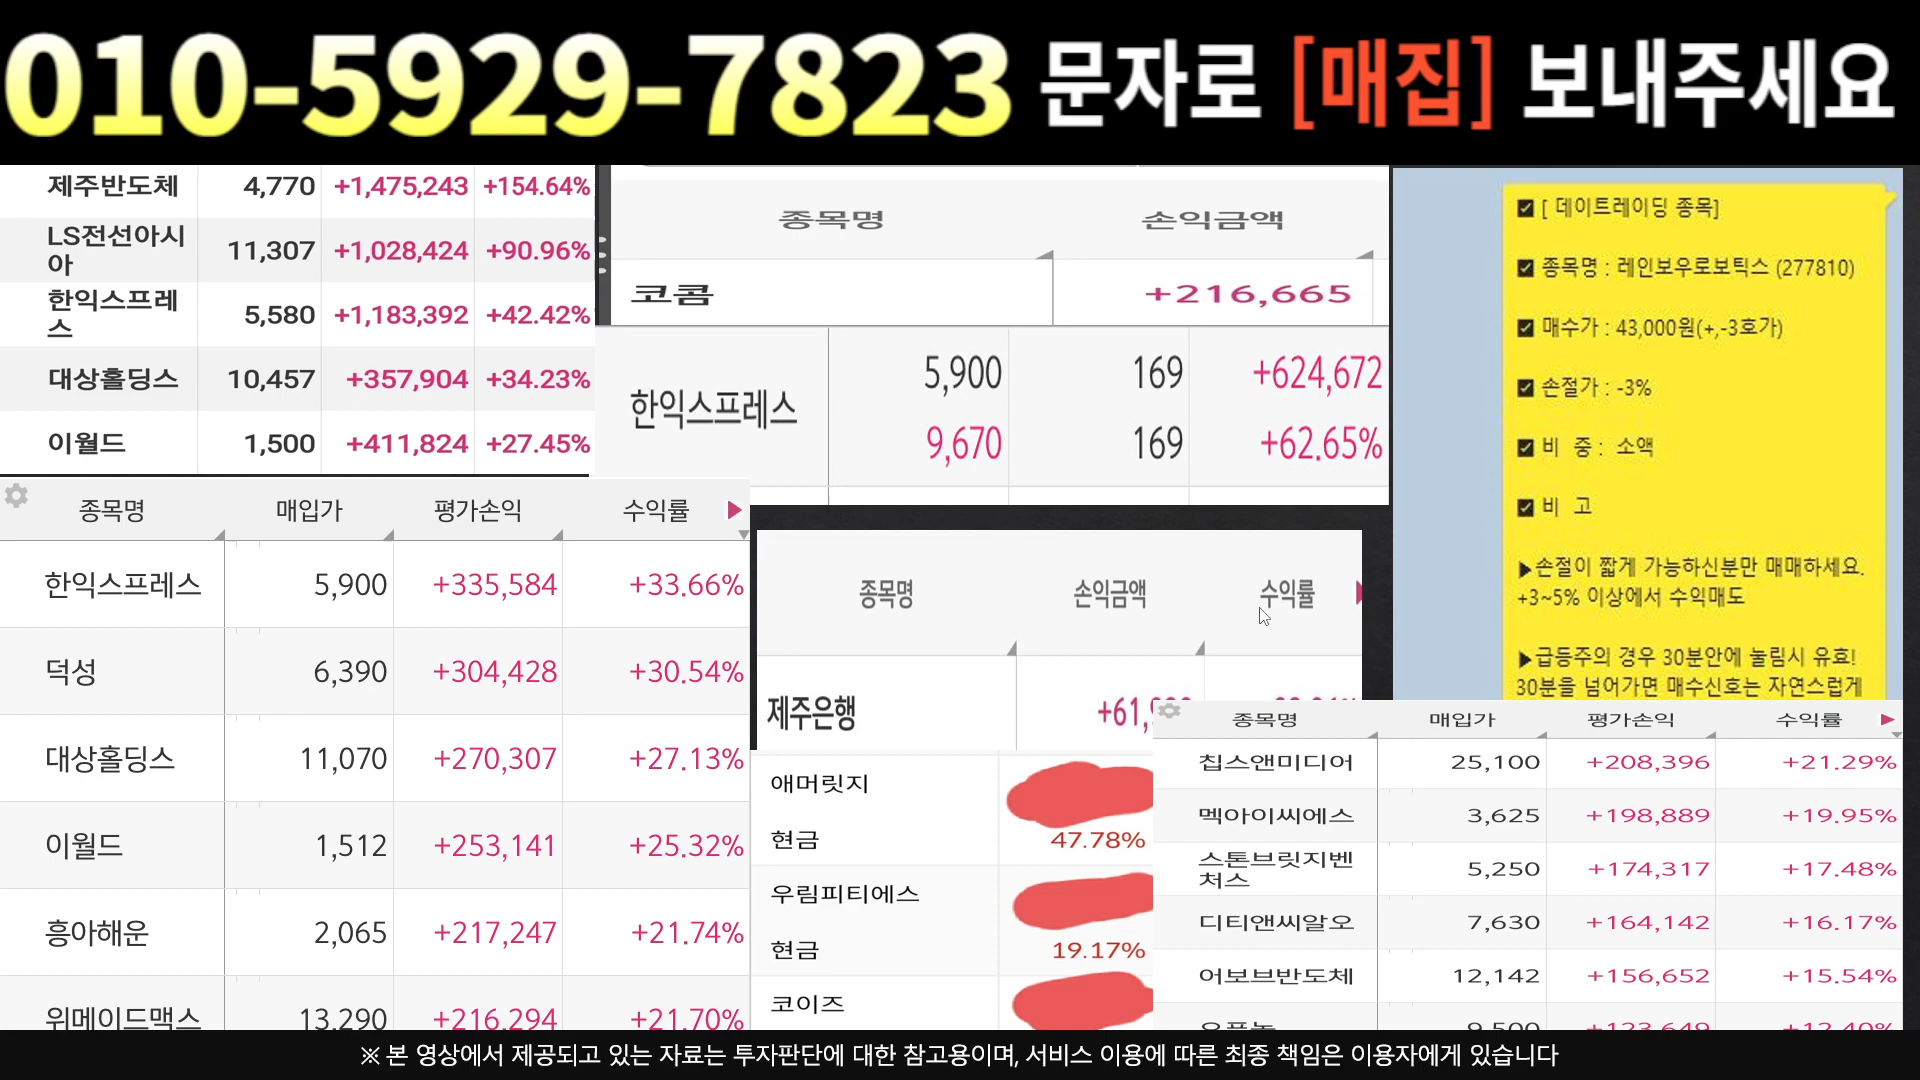 010-5929-7823 문자로 [매집] 보내주세요
제주반도체 4,770 +1,475,243 +154.64%
LS전선아시
아 11,307 +1,028,424 +90.96%
한익스프레
스 5,580 +1,183,392 +42.42%
대상홀딩스 10,457 +357,904 +34.23%
이월드 1,500 +411,824 +27.45%
종목명 손익금액
코콤 +216,665
한익스프레스 5,900 169 +624,672
9,670 169 +62.65%
[ 데이트레이딩 종목]
종목명 : 레인보우로보틱스 (277810)
매수가 : 43,000원(+,-3호가)
손절가 : -3%
비 중 : 소액
비 고
▶손절이 짧게 가능하신분만 매매하세요.
+3~5% 이상에서 수익매도
▶급등주의 경우 30분안에 눌림시 유효!
30분을 넘어가면 매수신호는 자연스럽게
종목명 매입가 평가손익 수익률
한익스프레스 5,900 +335,584 +33.66%
덕성 6,390 +304,428 +30.54%
대상홀딩스 11,070 +270,307 +27.13%
이월드 1,512 +253,141 +25.32%
흥아해운 2,065 +217,247 +21.74%
위메이드맥스 13,290 +216,294 +21.70%
종목명 손익금액 수익률
제주은행 +61,
애머릿지
현금 47.78%
우림피티에스
현금 19.17%
코이즈
종목명 매입가 평가손익 수익률
칩스앤미디어 25,100 +208,396 +21.29%
멕아이씨에스 3,625 +198,889 +19.95%
스톤브릿지벤
처스 5,250 +174,317 +17.48%
디티앤씨알오 7,630 +164,142 +16.17%
어보브반도체 12,142 +156,652 +15.54%
※ 본 영상에서 제공되고 있는 자료는 투자판단에 대한 참고용이며, 서비스 이용에 따른 최종 책임은 이용자에게 있습니다